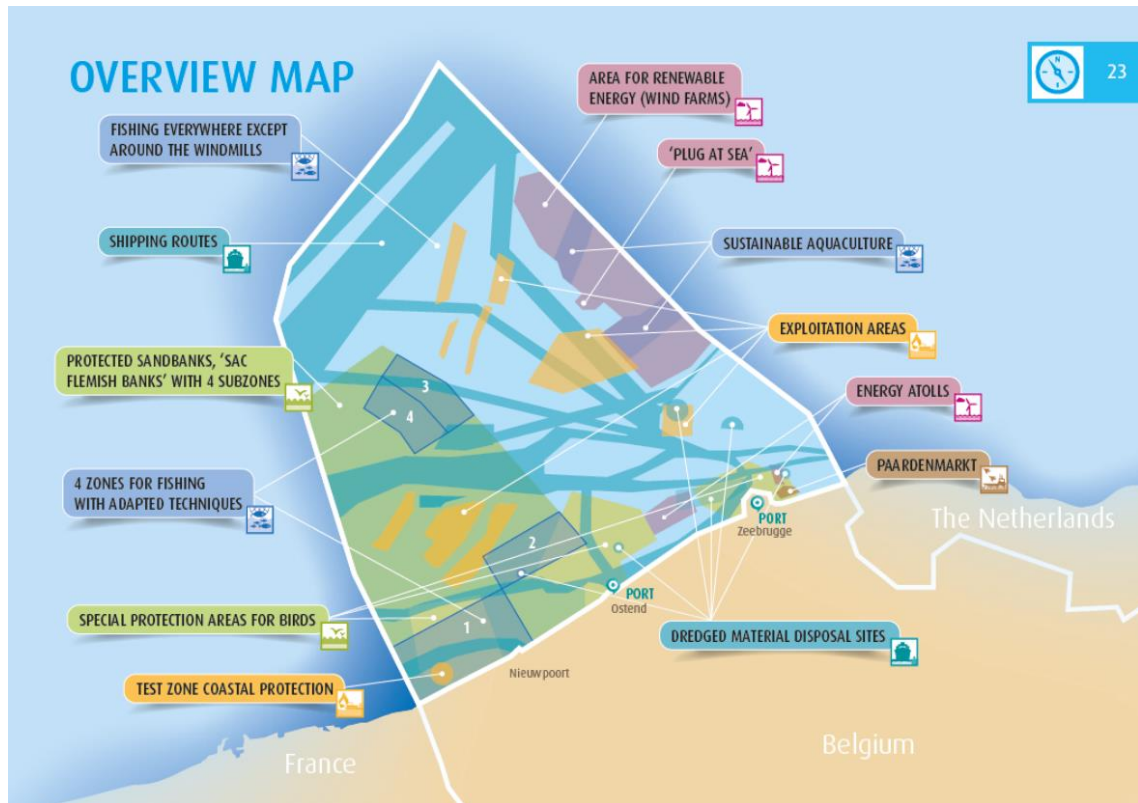 OVERVIEW MAP
23
AREA FOR RENEWABLE
ENERGY (WIND FARMS)
FISHING EVERYWHERE EXCEPT
AROUND THE WINDMILLS
'PLUG AT SEA'
SHIPPING ROUTES
SUSTAINABLE AQUACULTURE
EXPLOITATION AREAS
PROTECTED SANDBANKS, 'SAC
FLEMISH BANKS' WITH 4 SUBZONES
3
4
ENERGY ATOLLS
PAARDENMARKT
4 ZONES FOR FISHING
WITH ADAPTED TECHNIQUES
The Netherlands
PORT
Zeebrugge
2
PORT
Ostend
SPECIAL PROTECTION AREAS FOR BIRDS
1
DREDGED MATERIAL DISPOSAL SITES
Nieuwpoort
TEST ZONE COASTAL PROTECTION
Belgium
France